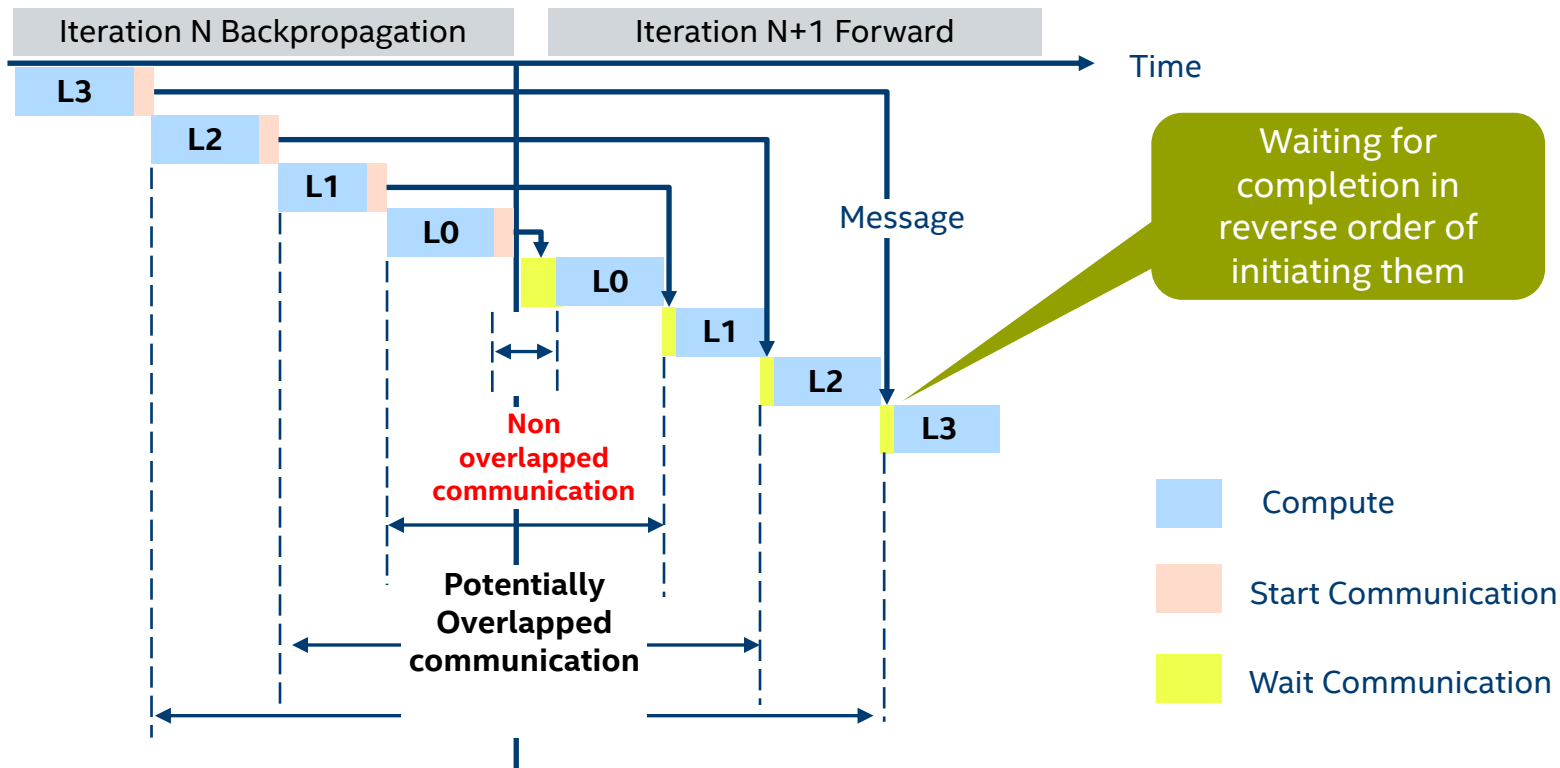 Iteration N Backpropagation
Iteration N+1 Forward
Time
L3
L2
L1
L0
Message
L0
L1
L2
L3
Waiting for
completion in
reverse order of
initiating them
Non
overlapped
communication
Potentially
Overlapped
communication
Compute
Start Communication
Wait Communication